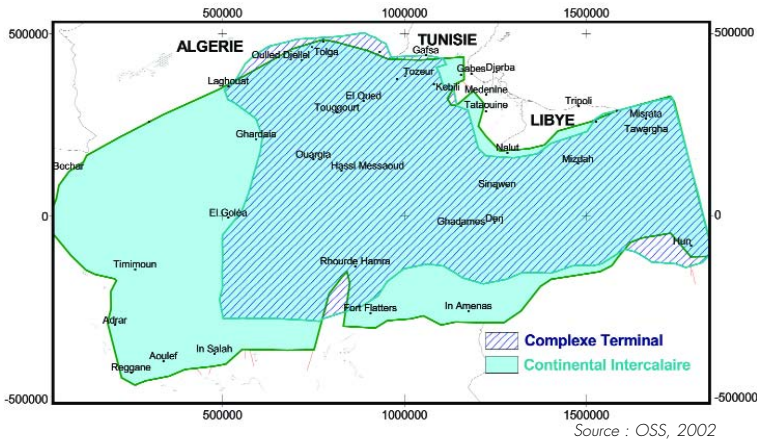 500000 1000000 1500000
500000 500000
ALGERIE TUNISIE
Oulled Djellal Tolga Gafsa
Gabes Djerba
Laghouat Tozeur
Kebili Medenine
El Oued
Tataouine Tripoli
Touggourt
LIBYE Misrata
Tawargha
Ghardaia
Nalut
Bechar Ouargla
Hassi Messaoud Mizdah
Sinawen
0 El Goléa Ghadames Derj 0
Hun
Timimoun Rhourde Hamra
Fort Flatters In Amenas
Adrar
In Salah
Aoulef
Reggane
Complexe Terminal
Continental Intercalaire
-500000 -500000
500000 1000000 1500000
Source : OSS, 2002